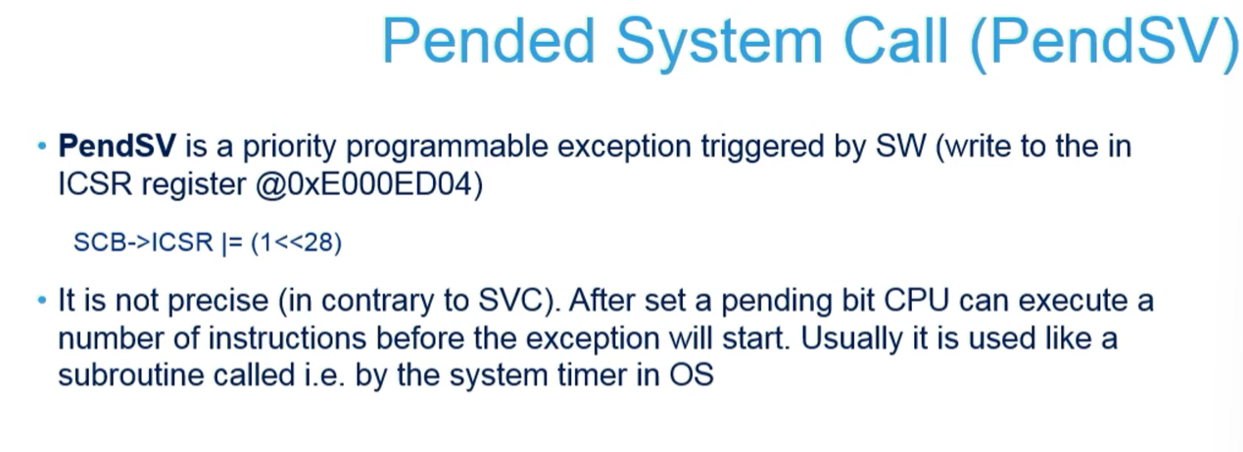 Pended System Call (PendSV)
• PendSV is a priority programmable exception triggered by SW (write to the in
ICSR register @0xE000ED04)
SCB->ICSR |= (1<<28)
• It is not precise (in contrary to SVC). After set a pending bit CPU can execute a
number of instructions before the exception will start. Usually it is used like a
subroutine called i.e. by the system timer in OS